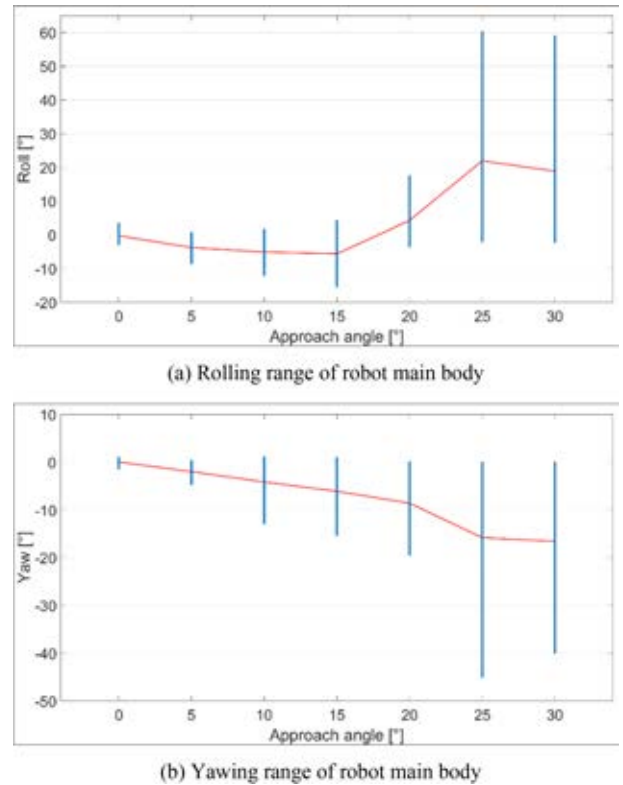 60
50
40
30
20
10
0
-10
-20
Roll [°]
0 5 10 15 20 25 30
Approach angle [°]
(a) Rolling range of robot main body
10
0
-10
-20
-30
-40
-50
Yaw [°]
0 5 10 15 20 25 30
Approach angle [°]
(b) Yawing range of robot main body